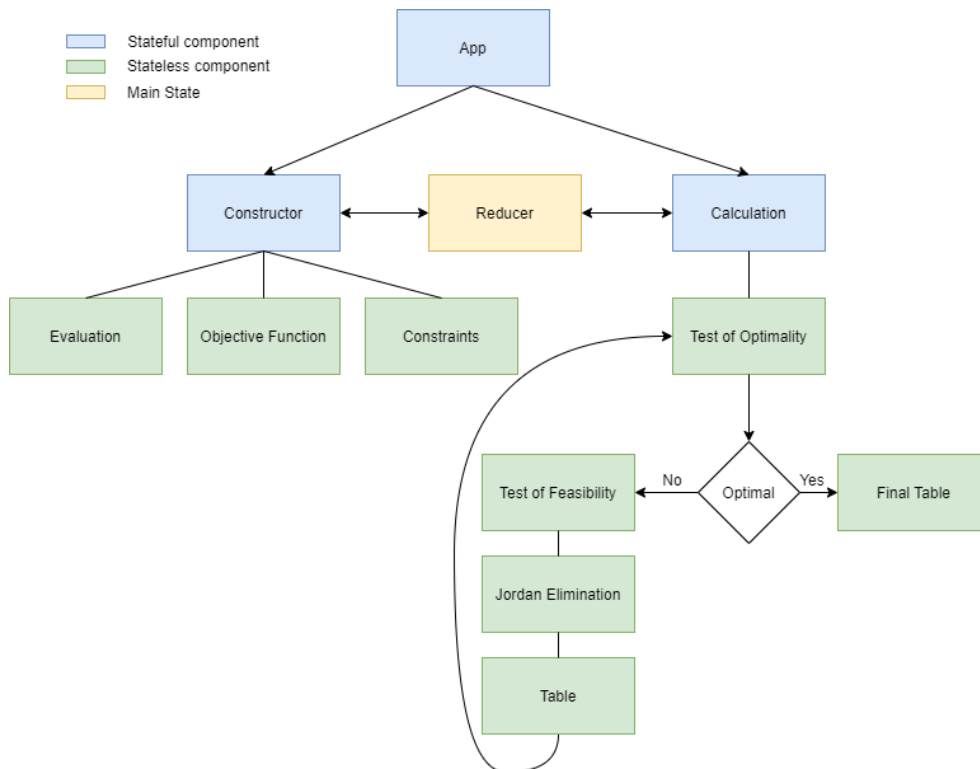 App
Stateful component
Stateless component
Main State
Constructor
Reducer
Calculation
Evaluation
Objective Function
Constraints
Test of Optimality
No
Yes
Test of Feasibility
Optimal
Final Table
Jordan Elimination
Table